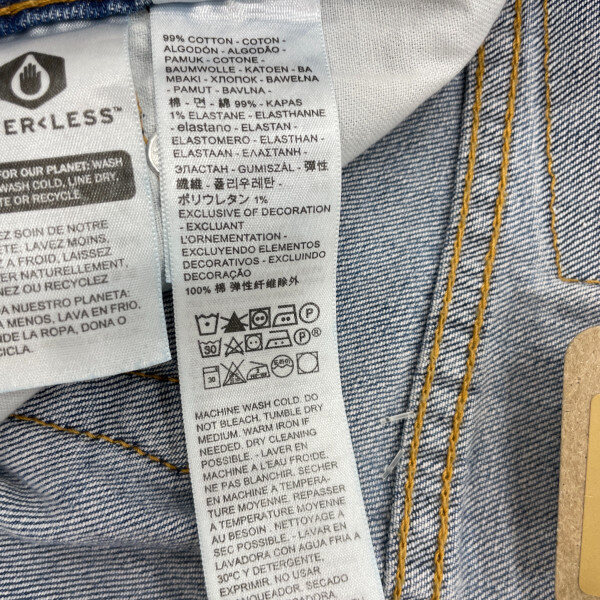 ER<LESS™
FOR OUR PLANET: WASH
WASH COLD, LINE DRY,
TE OR RECYCLE.
EZ SOIN DE NOTRE
ÈTE. LAVEZ MOINS,
À FROID, LAISSEZ
ER NATURELLEMENT,
NEZ OU RECYCLEZ
A NUESTRO PLANETA:
A MENOS, LAVA EN FRIO.
DE LA ROPA, DONA O
CICLA.
99% COTTON - COTON -
ALGODÓN - ALGODÃO -
PAMUK - COTONE -
BAUMWOLLE - KATOEN - BA
MBAKI - ХЛОПОК - BAWEŁNA
- PAMUT - BAVLNA -
棉 - 면 - 綿 99% - KAPAS
1% ELASTANE - ELASTHANNE
- elastano - ELASTAN -
ELASTOMERO - ELASTHAN -
ELASTAAN - ΕΛΑΣΤΑΝΗ -
ЭЛАСТАН - GUMISZÁL - 彈性
纖維 - 폴리우레탄 -
ポリウレタン 1%
EXCLUSIVE OF DECORATION
- EXCLUANT
L'ORNEMENTATION -
EXCLUYENDO ELEMENTOS
DECORATIVOS - EXCLUINDO
DECORAÇÃO
100% 棉 弹性纤维除外
P
30 P®
30
MACHINE WASH COLD. DO
NOT BLEACH. TUMBLE DRY
MEDIUM. WARM IRON IF
NEEDED. DRY CLEANING
POSSIBLE. - LAVER EN
MACHINE À L'EAU FROIDE.
NE PAS BLANCHIR. SECHER
EN MACHINE A TEMPERA-
TURE MOYENNE. REPASSER
A TEMPERATURE MOYENNE
AU BESOIN. NETTOYAGE A
SEC POSSIBLE. - LAVAR EN
LAVADORA CON AGUA FRIA A
30ºC Y DETERGENTE.
EXPRIMIR. NO USAR
BLANQUEADOR. SECADO